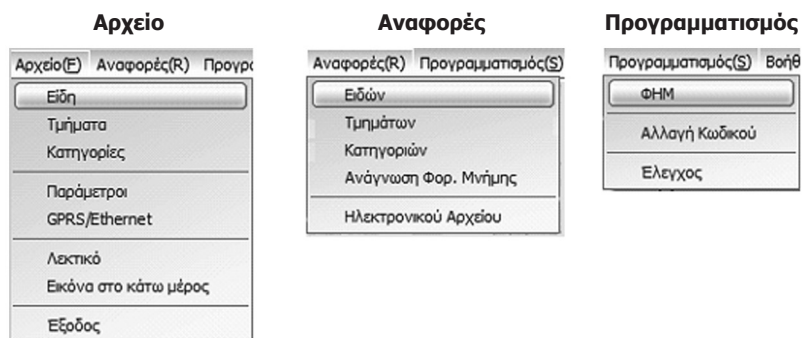 Αρχείο
Αρχείο(F) Αναφορές(R)
Είδη
Τμήματα
Κατηγορίες
Παράμετροι
GPRS/Ethernet
Λεκτικό
Εικόνα στο κάτω μέρος
Έξοδος
Αναφορές
Αναφορές(R) Προγραμματισμός(S)
Ειδών
Τμημάτων
Κατηγοριών
Ανάγνωση Φορ. Μνήμης
Ηλεκτρονικού Αρχείου
Προγραμματισμός
Προγραμματισμός(S)
ΦΗΜ
Αλλαγή Κωδικού
Έλεγχος